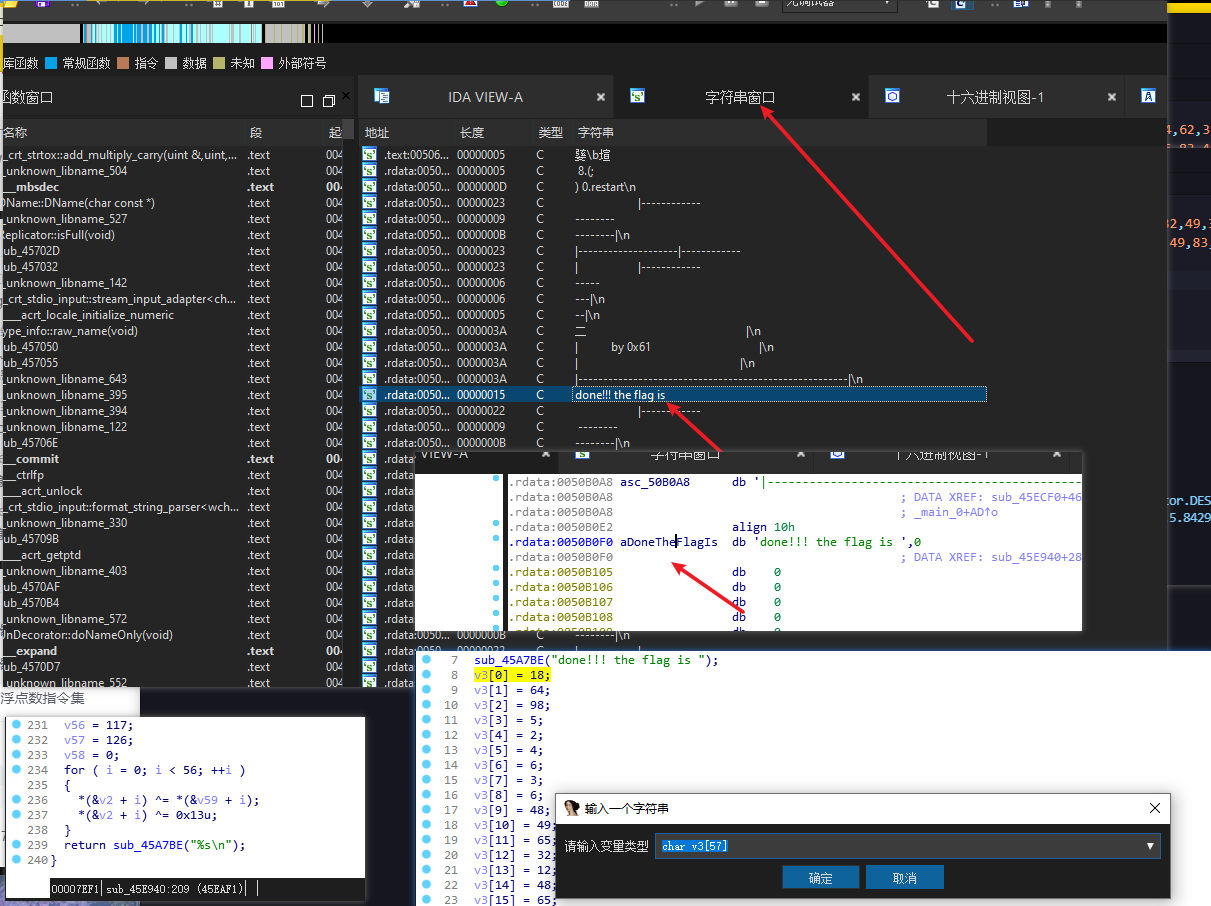 库函数 常规函数 指令 数据 未知 外部符号
函数窗口
IDA VIEW-A
字符串窗口
十六进制视图-1
名称 段 起
_crt_strtox::add_multiply_carry(uint &,uint,... .text 004
_unknown_libname_504 .text 004
__mbsdec .text 004
DName::DName(char const *) .text 004
_unknown_libname_527 .text 004
Replicator::isFull(void) .text 004
sub_45702D .text 004
sub_457032 .text 004
_unknown_libname_142 .text 004
_crt_stdio_input::stream_input_adapter<ch... .text 004
___acrt_locale_initialize_numeric .text 004
type_info::raw_name(void) .text 004
sub_457050 .text 004
sub_457055 .text 004
_unknown_libname_643 .text 004
_unknown_libname_395 .text 004
_unknown_libname_394 .text 004
_unknown_libname_122 .text 004
sub_45706E .text 004
__commit .text 004
__ctrlfp .text 004
___acrt_unlock .text 004
_crt_stdio_input::format_string_parser<wch... .text 004
_unknown_libname_330 .text 004
sub_45709B .text 004
___acrt_getptd .text 004
_unknown_libname_403 .text 004
sub_4570AF .text 004
sub_4570B4 .text 004
_unknown_libname_572 .text 004
UnDecorator::doNameOnly(void) .text 004
__expand .text 004
sub_4570D7 .text 004
_unknown_libname_552 .text 004
地址 长度 类型 字符串
.text:00506... 00000005 C
.rdata:0050... 00000005 C 8.(;
.rdata:0050... 0000000D C ) 0.restart\n
.rdata:0050... 00000023 C |------------
.rdata:0050... 00000009 C --------
.rdata:0050... 0000000B C --------|\n
.rdata:0050... 00000023 C |--------------------|------------
.rdata:0050... 00000023 C | |------------
.rdata:0050... 00000006 C -----
.rdata:0050... 00000006 C ---|\n
.rdata:0050... 00000005 C --|\n
.rdata:0050... 0000003A C 二 |\n
.rdata:0050... 0000003A C | by 0x61 |\n
.rdata:0050... 0000003A C | |\n
.rdata:0050... 0000003A C |------------------------------------------------------|\n
.rdata:0050... 00000015 C done!!! the flag is
.rdata:0050... 00000022 C |------------
.rdata:0050... 00000009 C --------
.rdata:0050... 0000000B C --------|\n
VIEW-A 字符串窗口 十六进制视图-1
.rdata:0050B0A8 asc_50B0A8 db '|---------------------------------------------
.rdata:0050B0A8 ; DATA XREF: sub_45ECF0+46
.rdata:0050B0A8 ; _main_0+AD↑o
.rdata:0050B0E2 align 10h
.rdata:0050B0F0 aDoneTheFlagIs db 'done!!! the flag is ',0
.rdata:0050B0F0 ; DATA XREF: sub_45E940+28
.rdata:0050B105 db 0
.rdata:0050B106 db 0
.rdata:0050B107 db 0
.rdata:0050B108 db 0
7 sub_45A7BE("done!!! the flag is ");
8 v3[0] = 18;
9 v3[1] = 64;
10 v3[2] = 98;
11 v3[3] = 5;
12 v3[4] = 2;
13 v3[5] = 4;
14 v3[6] = 6;
15 v3[7] = 3;
16 v3[8] = 6;
17 v3[9] = 48;
18 v3[10] = 49;
19 v3[11] = 65;
20 v3[12] = 32;
21 v3[13] = 12;
22 v3[14] = 48;
23 v3[15] = 65;
浮点数指令集
231 v56 = 117;
232 v57 = 126;
233 v58 = 0;
234 for ( i = 0; i < 56; ++i )
235 {
236 *(&v2 + i) ^= *(&v59 + i);
237 *(&v2 + i) ^= 0x13u;
238 }
239 return sub_45A7BE("%s\n");
240 }
00007EF1 sub_45E940:209 (45EAF1)
输入一个字符串
请输入变量类型 char v3[57]
确定 取消
4,62,3
32,49,3
49,83,
tor.DES
5.8429